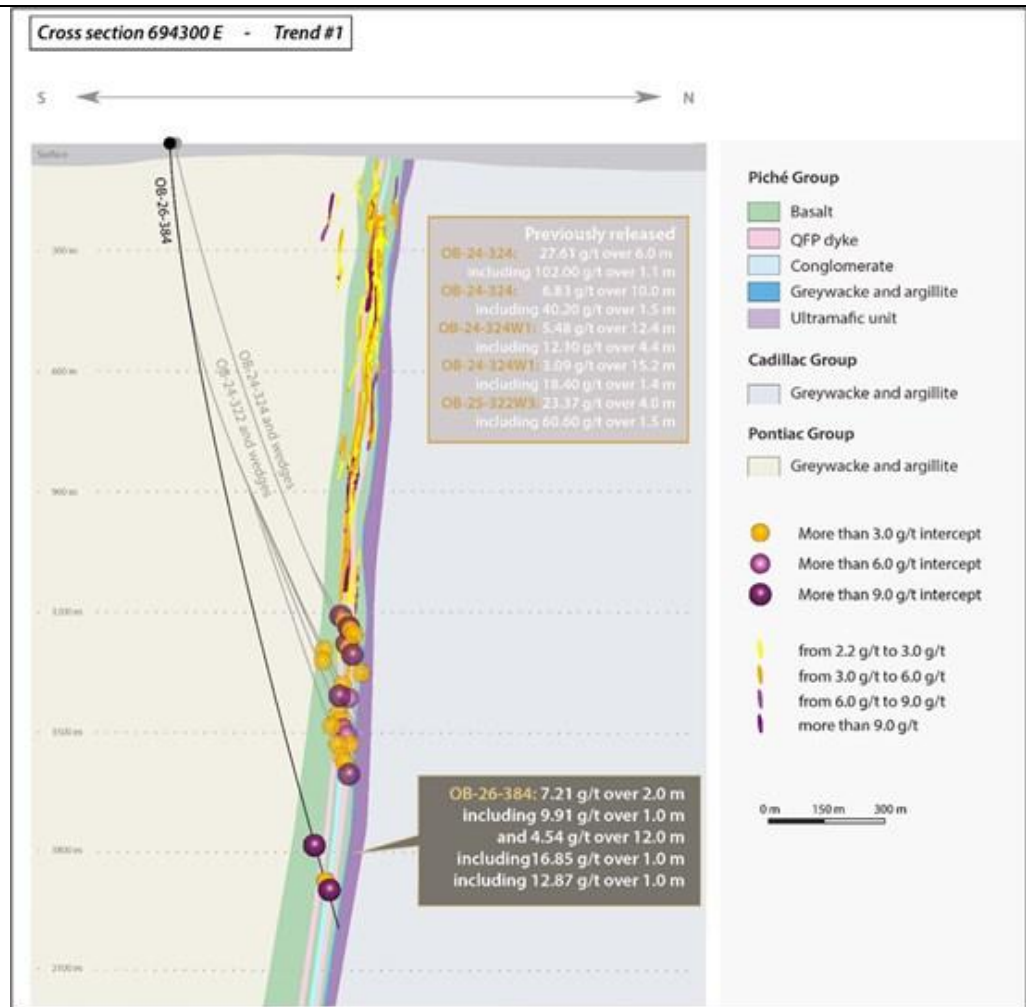 Cross section 694300 E - Trend #1
S
N
Surface
OB-26-384
OB-24-322 and wedges
OB-24-324 and wedges
300 m
600 m
900 m
1200 m
1500 m
1800 m
2100 m
Previously released
OB-24-324: 27.61 g/t over 6.0 m
including 102.00 g/t over 1.1 m
OB-24-324: 6.83 g/t over 10.0 m
including 40.20 g/t over 1.5 m
OB-24-324W1: 5.48 g/t over 12.4 m
including 12.10 g/t over 4.4 m
OB-24-324W1: 3.09 g/t over 15.2 m
including 18.40 g/t over 1.4 m
OB-25-322W3: 23.37 g/t over 4.0 m
including 60.60 g/t over 1.5 m
OB-26-384: 7.21 g/t over 2.0 m
including 9.91 g/t over 1.0 m
and 4.54 g/t over 12.0 m
including16.85 g/t over 1.0 m
including 12.87 g/t over 1.0 m
Piché Group
Basalt
QFP dyke
Conglomerate
Greywacke and argillite
Ultramafic unit
Cadillac Group
Greywacke and argillite
Pontiac Group
Greywacke and argillite
More than 3.0 g/t intercept
More than 6.0 g/t intercept
More than 9.0 g/t intercept
from 2.2 g/t to 3.0 g/t
from 3.0 g/t to 6.0 g/t
from 6.0 g/t to 9.0 g/t
more than 9.0 g/t
0 m 150 m 300 m